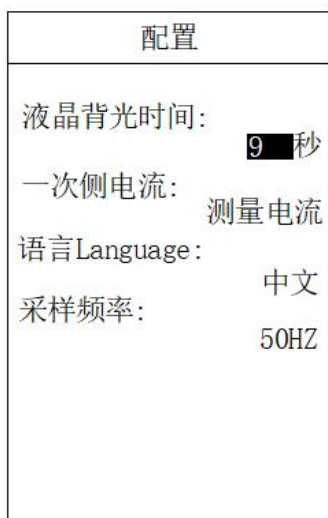 配置
液晶背光时间:
9 秒
一次侧电流:
测量电流
语言Language:
中文
采样频率:
50HZ